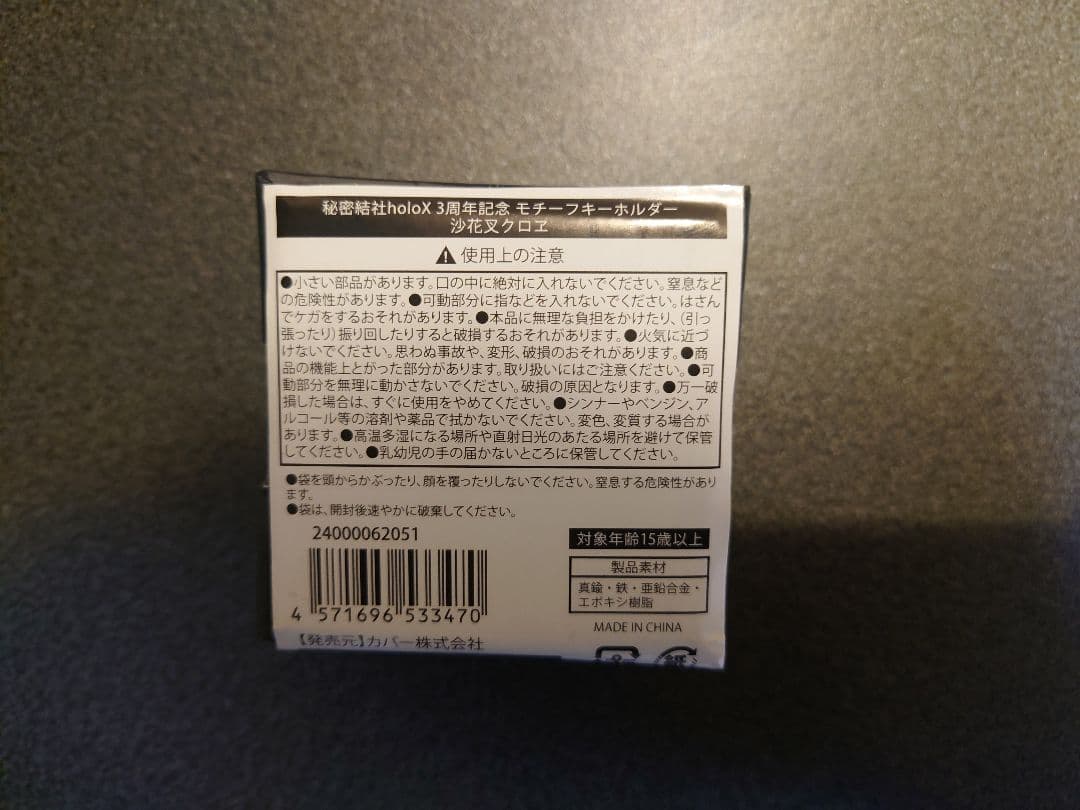 秘密結社holoX 3周年記念 モチーフキーホルダー
沙花叉クロヱ
使用上の注意
●小さい部品があります。口の中に絶対に入れないでください。窒息など
の危険性があります。●可動部分に指などを入れないでください。はさん
でケガをするおそれがあります。●本品に無理な負担をかけたり、（引っ
張ったり）振り回したりすると破損するおそれがあります。●火気に近づ
けないでください。思わぬ事故や、変形、破損のおそれがあります。●商
品の機能上とがった部分があります。取り扱いにはご注意ください。●可
動部分を無理に動かさないでください。破損の原因となります。●万一破
損した場合は、すぐに使用をやめてください。●シンナーやベンジン、ア
ルコール等の溶剤や薬品で拭かないでください。変色、変質する場合が
あります。●高温多湿になる場所や直射日光のあたる場所を避けて保管
してください。●乳幼児の手の届かないところに保管してください。
●袋を頭からかぶったり、顔を覆ったりしないでください。窒息する危険性があり
ます。
●袋は、開封後速やかに破棄してください。
24000062051
4 571696 533470
【発売元】カバー株式会社
対象年齢15歳以上
製品素材
真鍮・鉄・亜鉛合金・
エポキシ樹脂
MADE IN CHINA